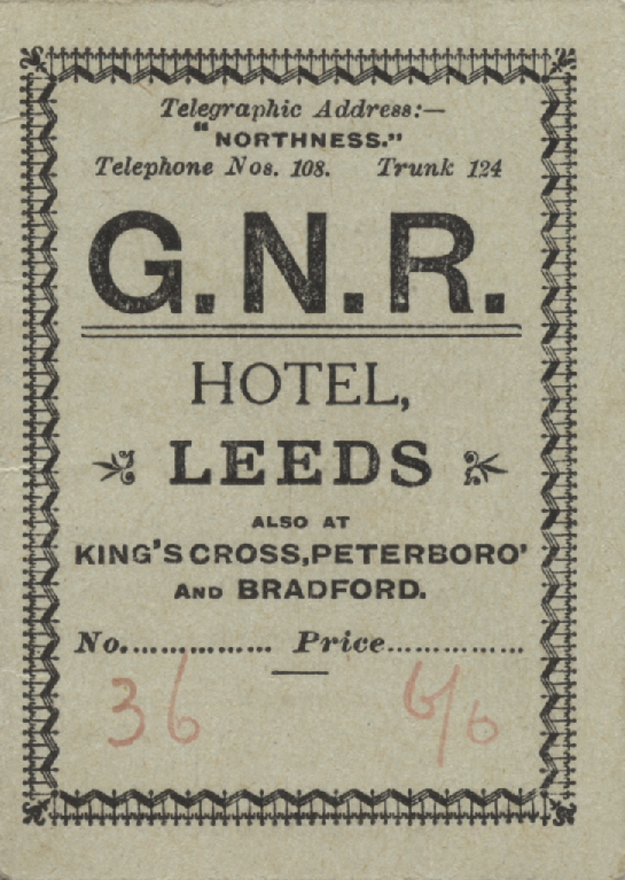 Telegraphic Address:—
"NORTHNESS."
Telephone Nos. 108. Trunk 124
G.N.R.
HOTEL,
LEEDS
ALSO AT
KING'S CROSS, PETERBORO'
AND BRADFORD.
No................ Price...............
36 6/6